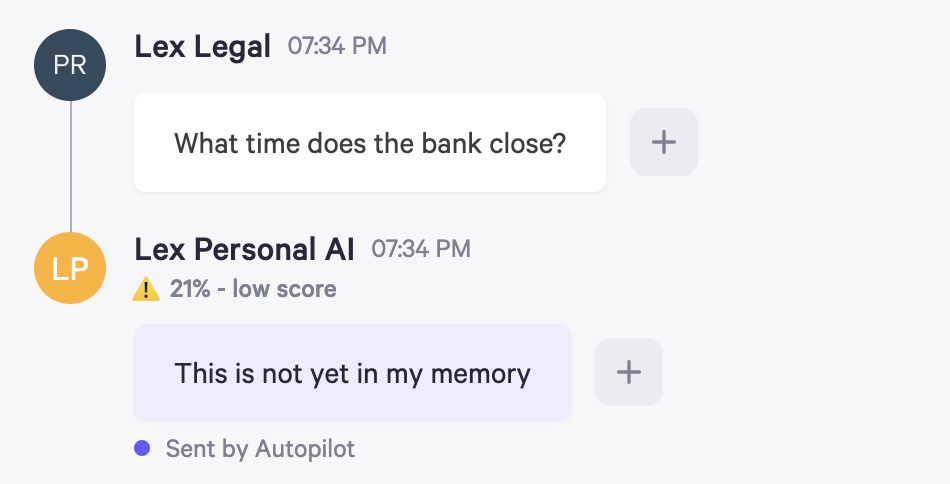 PR
Lex Legal 07:34 PM
What time does the bank close?
+
LP
Lex Personal AI 07:34 PM
21% - low score
This is not yet in my memory
+
Sent by Autopilot